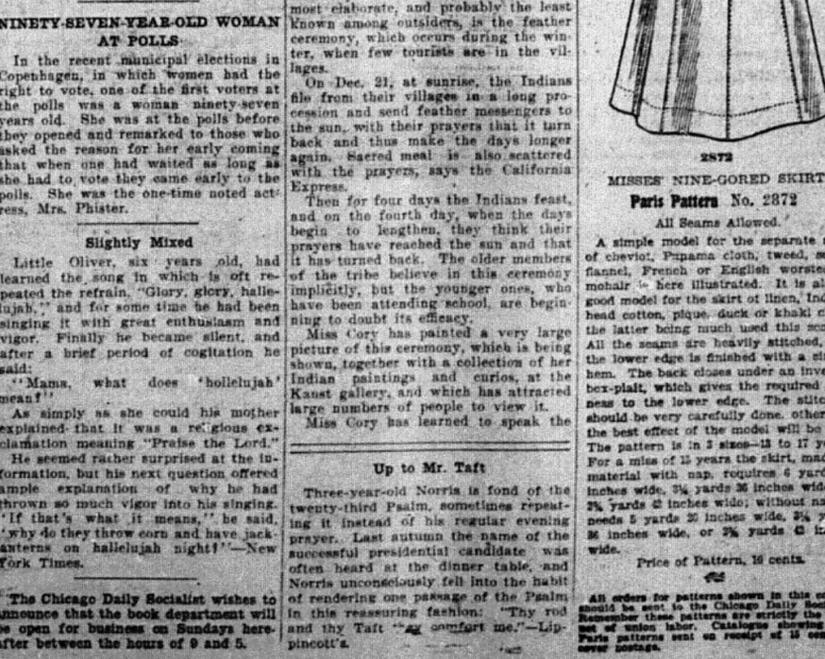 NINETY-SEVEN-YEAR-OLD WOMAN
AT POLLS
In the recent municipal elections in
Copenhagen, in which women had the
right to vote, one of the first voters at
the polls was a woman ninety-seven
years old. She was at the polls before
they opened and remarked to those who
asked the reason for her early coming
that when one had waited as long as
she had to vote they came early to the
polls. She was the one-time noted act-
ress, Mrs. Phister.
Slightly Mixed
Little Oliver, six years old, had
learned the song in which is oft re-
peated the refrain, "Glory, glory, halle-
lujah," and for some time he had been
singing it with great enthusiasm and
vigor. Finally he became silent, and
after a brief period of cogitation he
said:
"Mama, what does 'hollelujah'
mean?"
As simply as she could his mother
explained that it was a religious ex-
clamation meaning "Praise the Lord."
He seemed rather surprised at the in-
formation, but his next question offered
ample explanation of why he had
thrown so much vigor into his singing.
"If that's what it means," he said,
"why do they throw corn and have jack-
lanterns on hallelujah night?"—New
York Times.
The Chicago Daily Socialist wishes to
announce that the book department will
be open for business on Sundays here-
after between the hours of 9 and 5.
most elaborate, and probably the least
known among outsiders, is the feather
ceremony, which occurs during the win-
ter, when few tourists are in the vil-
lages.
On Dec. 21, at sunrise, the Indians
file from their villages in a long pro-
cession and send feather messengers to
the sun, with their prayers that it turn
back and thus make the days longer
again. Sacred meal is also scattered
with the prayers, says the California
Express.
Then for four days the Indians feast,
and on the fourth day, when the days
begin to lengthen, they think their
prayers have reached the sun and that
it has turned back. The older members
of the tribe believe in this ceremony
implicitly, but the younger ones, who
have been attending school, are begin-
ning to doubt its efficacy.
Miss Cory has painted a very large
picture of this ceremony, which is being
shown, together with a collection of her
Indian paintings and curios, at the
Kanst gallery, and which has attracted
large numbers of people to view it.
Miss Cory has learned to speak the
Up to Mr. Taft
Three-year-old Norris is fond of the
twenty-third Psalm, sometimes repeat-
ing it instead of his regular evening
prayer. Last autumn the name of the
successful presidential candidate was
often heard at the dinner table, and
Norris unconsciously fell into the habit
of rendering one passage of the Psalm
in this reassuring fashion: "Thy rod
and thy Taft comfort me."—Lip-
pincott's.
2872
MISSES' NINE-GORED SKIRT
Paris Pattern No. 2872
All Seams Allowed.
A simple model for the separate
of cheviot, Panama cloth, tweed,
flannel, French or English worsted
mohair is here illustrated. It is al
good model for the skirt of linen, Ind
head cotton, pique, duck or khaki c
the latter being much used this sea
All the seams are heavily stitched,
the lower edge is finished with a
hem. The back closes under an inve
box-plait, which gives the required
ness to the lower edge. The stitc
should be very carefully done, other
the best effect of the model will be
The pattern is in 3 sizes—13 to 17 y
For a miss of 15 years the skirt, mad
material with nap, requires 6 yard
inches wide, 3¾ yards 36 inches wid
yards 42 inches wide; without na
needs 5 yards 20 inches wide, 3¼ y
36 inches wide, or yards 42 in
wide.
Price of Pattern, 10 cents.
All orders for patterns shown in this co
should be sent to the Chicago Daily Soc
Remember these patterns are strictly the
uct of union labor. Catalogue showing
Paris patterns sent on receipt of 15 cen
cover postage.